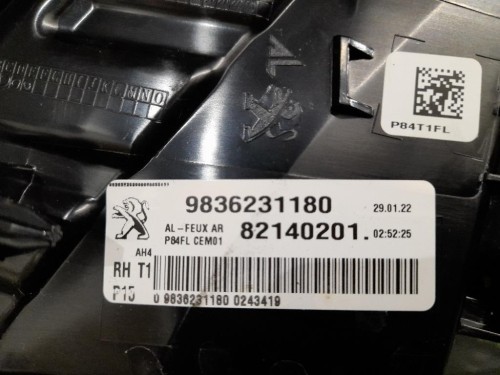 AL
P84T1FL
9836231180 29.01.22
AL-FEUX AR 82140201. 02:52:25
P84FL CEM01
AH4
RH T1
P15 0 9836231180 0243419